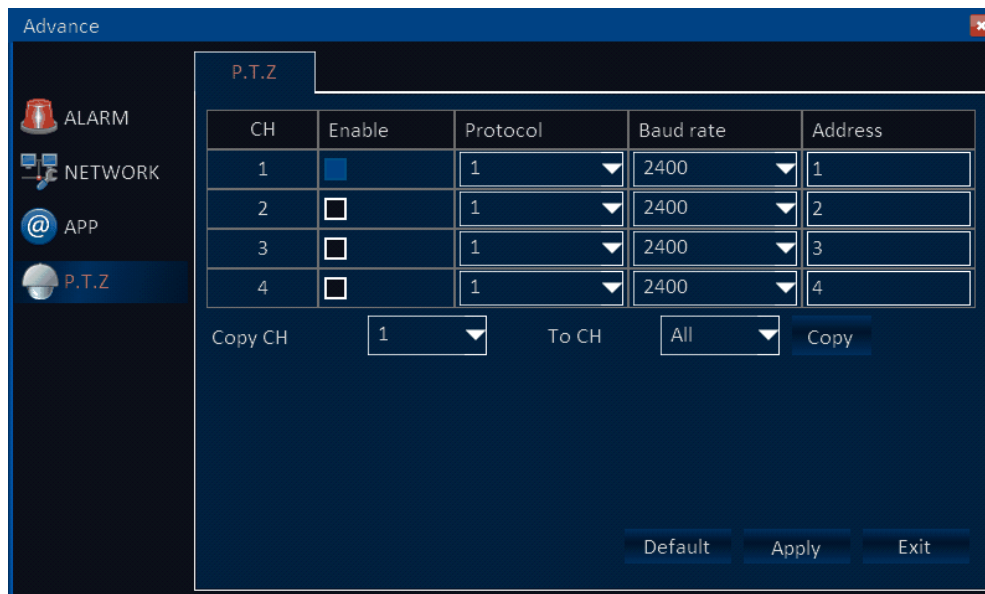 Advance
P.T.Z
ALARM
NETWORK
@ APP
P.T.Z
CH Enable Protocol Baud rate Address
1 1 2400 1
2 1 2400 2
3 1 2400 3
4 1 2400 4
Copy CH 1 To CH All Copy
Default Apply Exit